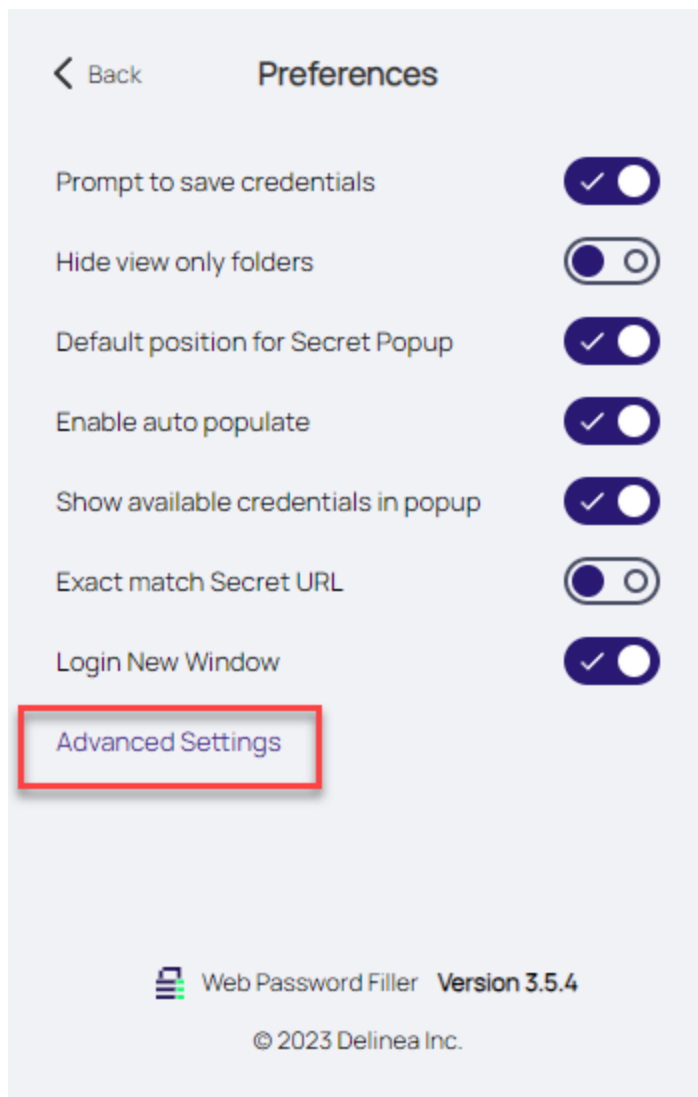 Back Preferences
Prompt to save credentials
Hide view only folders
Default position for Secret Popup
Enable auto populate
Show available credentials in popup
Exact match Secret URL
Login New Window
Advanced Settings
Web Password Filler Version 3.5.4
© 2023 Delinea Inc.